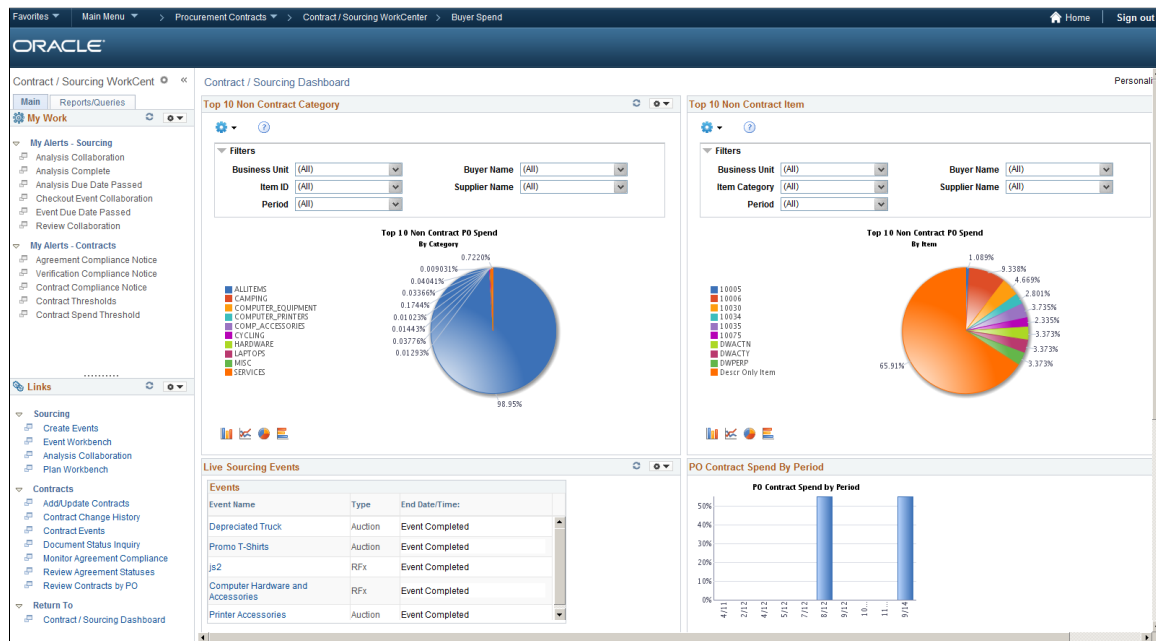 Favorites Main Menu > Procurement Contracts > Contract / Sourcing WorkCenter > Buyer Spend Home Sign out
ORACLE
Contract / Sourcing WorkCent «
Main Reports/Queries
My Work
My Alerts - Sourcing
Analysis Collaboration
Analysis Complete
Analysis Due Date Passed
Checkout Event Collaboration
Event Due Date Passed
Review Collaboration
My Alerts - Contracts
Agreement Compliance Notice
Verification Compliance Notice
Contract Compliance Notice
Contract Thresholds
Contract Spend Threshold
Links
Sourcing
Create Events
Event Workbench
Analysis Collaboration
Plan Workbench
Contracts
Add/Update Contracts
Contract Change History
Contract Events
Document Status Inquiry
Monitor Agreement Compliance
Review Agreement Statuses
Review Contracts by PO
Return To
Contract / Sourcing Dashboard
Contract / Sourcing Dashboard
Personali
Top 10 Non Contract Category
Filters
Business Unit (All) Buyer Name (All)
Item ID (All) Supplier Name (All)
Period (All)
Top 10 Non Contract PO Spend
By Category
ALLITEMS
CAMPING
COMPUTER_EQUIPMENT
COMPUTER_PRINTERS
COMP_ACCESSORIES
CYCLING
HARDWARE
LAPTOPS
MISC
SERVICES
0.7220%
0.009031%
0.04041%
0.03366%
0.1744%
0.01023%
0.01443%
0.03776%
0.01293%
98.95%
Top 10 Non Contract Item
Filters
Business Unit (All) Buyer Name (All)
Item Category (All) Supplier Name (All)
Period (All)
Top 10 Non Contract PO Spend
By Item
10005
10006
10030
10034
10035
10075
DWACTN
DWACTY
DWPERP
Descr Only Item
1.089%
9.338%
4.669%
2.801%
3.735%
2.335%
3.373%
3.373%
3.373%
65.91%
Live Sourcing Events
Events
Event Name Type End Date/Time:
Depreciated Truck Auction Event Completed
Promo T-Shirts Auction Event Completed
js2 RFx Event Completed
Computer Hardware and
Accessories RFx Event Completed
Printer Accessories Auction Event Completed
PO Contract Spend By Period
PO Contract Spend by Period
50%
40%
30%
20%
10%
0%
4/11 2/12 4/12 5/12 7/12 8/12 9/12 10... 11... 9/14